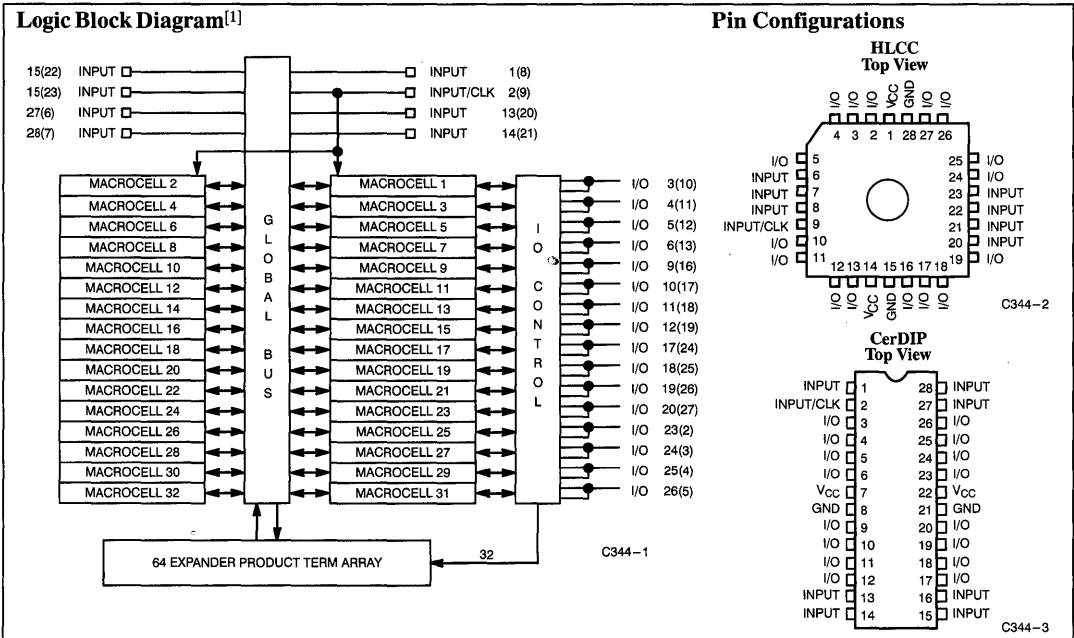 Logic Block Diagram[1]
15(22) INPUT
15(23) INPUT
27(6) INPUT
28(7) INPUT
INPUT 1(8)
INPUT/CLK 2(9)
INPUT 13(20)
INPUT 14(21)
MACROCELL 2
MACROCELL 4
MACROCELL 6
MACROCELL 8
MACROCELL 10
MACROCELL 12
MACROCELL 14
MACROCELL 16
MACROCELL 18
MACROCELL 20
MACROCELL 22
MACROCELL 24
MACROCELL 26
MACROCELL 28
MACROCELL 30
MACROCELL 32
GLOBAL BUS
MACROCELL 1
MACROCELL 3
MACROCELL 5
MACROCELL 7
MACROCELL 9
MACROCELL 11
MACROCELL 13
MACROCELL 15
MACROCELL 17
MACROCELL 19
MACROCELL 21
MACROCELL 23
MACROCELL 25
MACROCELL 27
MACROCELL 29
MACROCELL 31
IO CONTROL
I/O 3(10)
I/O 4(11)
I/O 5(12)
I/O 6(13)
I/O 9(16)
I/O 10(17)
I/O 11(18)
I/O 12(19)
I/O 17(24)
I/O 18(25)
I/O 19(26)
I/O 20(27)
I/O 23(2)
I/O 24(3)
I/O 25(4)
I/O 26(5)
64 EXPANDER PRODUCT TERM ARRAY
32
C344-1
Pin Configurations
HLCC
Top View
I/O I/O I/O VCC GND I/O I/O
4 3 2 1 28 27 26
I/O 5
INPUT 6
INPUT 7
INPUT 8
INPUT/CLK 9
I/O 10
I/O 11
25 I/O
24 I/O
23 INPUT
22 INPUT
21 INPUT
20 INPUT
19 I/O
12 13 14 15 16 17 18
I/O I/O VCC GND I/O I/O I/O
C344-2
CerDIP
Top View
INPUT 1 28 INPUT
INPUT/CLK 2 27 INPUT
I/O 3 26 I/O
I/O 4 25 I/O
I/O 5 24 I/O
I/O 6 23 I/O
VCC 7 22 VCC
GND 8 21 GND
I/O 9 20 I/O
I/O 10 19 I/O
I/O 11 18 I/O
I/O 12 17 I/O
INPUT 13 16 INPUT
INPUT 14 15 INPUT
C344-3